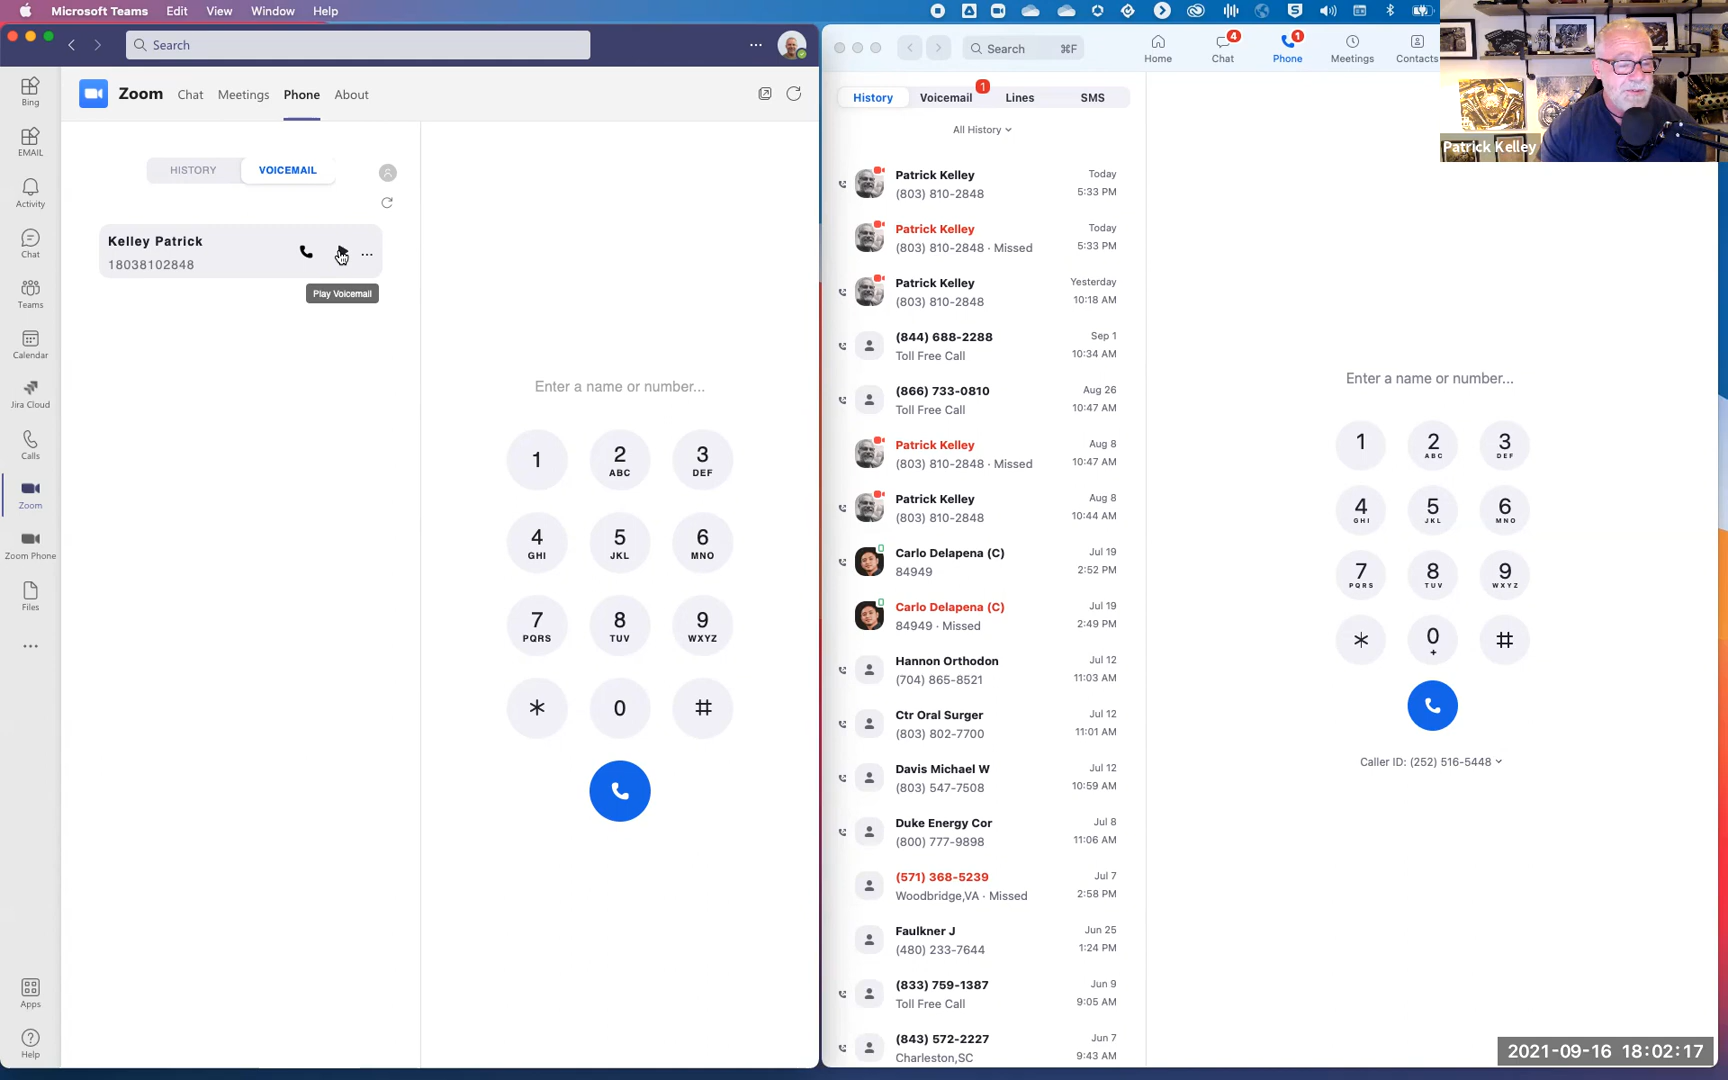 Microsoft Teams Edit View Window Help
Search
Bing
EMAIL
Activity
Chat
Teams
Calendar
Jira Cloud
Calls
Zoom
Zoom Phone
Files
Apps
Help
Zoom Chat Meetings Phone About
HISTORY VOICEMAIL
Kelley Patrick
18038102848
Play Voicemail
Enter a name or number...
1 2 3
ABC DEF
4 5 6
GHI JKL MNO
7 8 9
PQRS TUV WXYZ
* 0 #
Search ⌘F
Home
4
Chat
1
Phone
Meetings
Contacts
Patrick Kelley
History Voicemail 1 Lines SMS
All History
Patrick Kelley Today
(803) 810-2848 5:33 PM
Patrick Kelley Today
(803) 810-2848 · Missed 5:33 PM
Patrick Kelley Yesterday
(803) 810-2848 10:18 AM
(844) 688-2288 Sep 1
Toll Free Call 10:34 AM
(866) 733-0810 Aug 26
Toll Free Call 10:47 AM
Patrick Kelley Aug 8
(803) 810-2848 · Missed 10:47 AM
Patrick Kelley Aug 8
(803) 810-2848 10:44 AM
Carlo Delapena (C) Jul 19
84949 2:52 PM
Carlo Delapena (C) Jul 19
84949 · Missed 2:49 PM
Hannon Orthodon Jul 12
(704) 865-8521 11:03 AM
Ctr Oral Surger Jul 12
(803) 802-7700 11:01 AM
Davis Michael W Jul 12
(803) 547-7508 10:59 AM
Duke Energy Cor Jul 8
(800) 777-9898 11:06 AM
(571) 368-5239 Jul 7
Woodbridge,VA · Missed 2:58 PM
Faulkner J Jun 25
(480) 233-7644 1:24 PM
(833) 759-1387 Jun 9
Toll Free Call 9:05 AM
(843) 572-2227 Jun 7
Charleston,SC 9:43 AM
Enter a name or number...
1 2 3
ABC DEF
4 5 6
GHI JKL MNO
7 8 9
PQRS TUV WXYZ
* 0 #
+
Caller ID: (252) 516-5448
2021-09-16 18:02:17